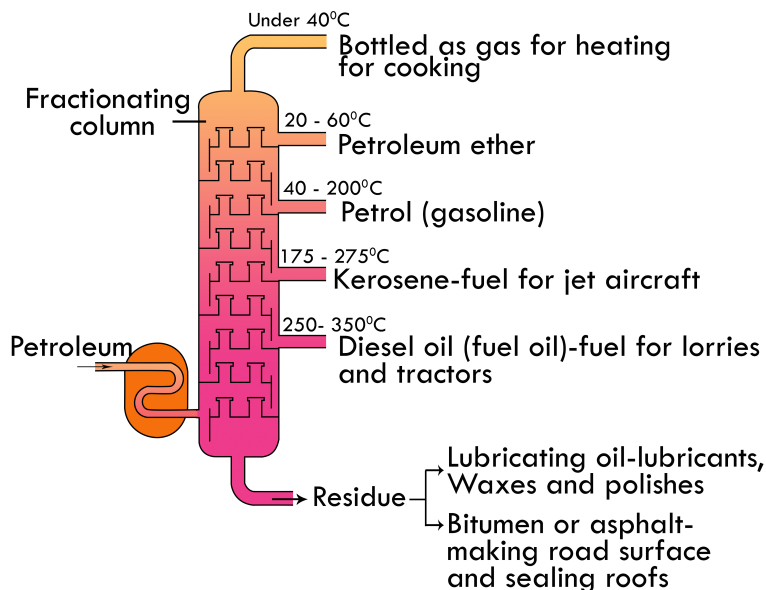 Under 40⁰C
Bottled as gas for heating
for cooking
Fractionating
column
20 - 60⁰C
Petroleum ether
40 - 200⁰C
Petrol (gasoline)
175 - 275⁰C
Kerosene-fuel for jet aircraft
250- 350⁰C
Diesel oil (fuel oil)-fuel for lorries
and tractors
Petroleum
Residue
Lubricating oil-lubricants,
Waxes and polishes
Bitumen or asphalt-
making road surface
and sealing roofs